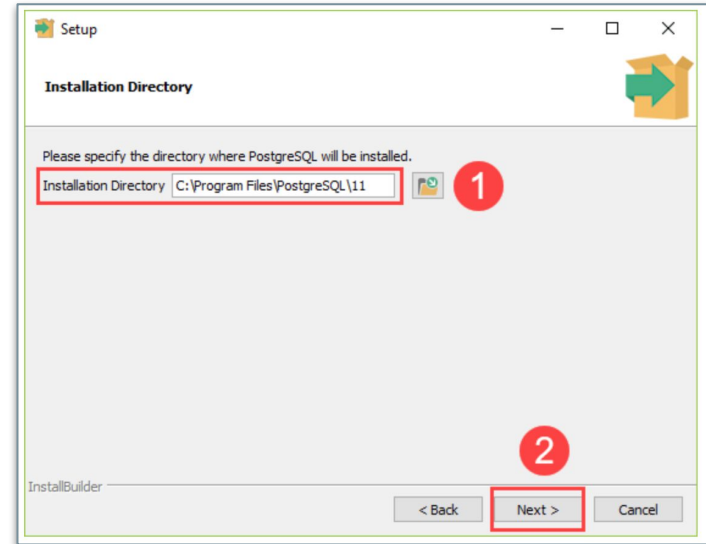 Setup
Installation Directory
Please specify the directory where PostgreSQL will be installed.
Installation Directory C:\Program Files\PostgreSQL\11
1
2
InstallBuilder
< Back Next > Cancel